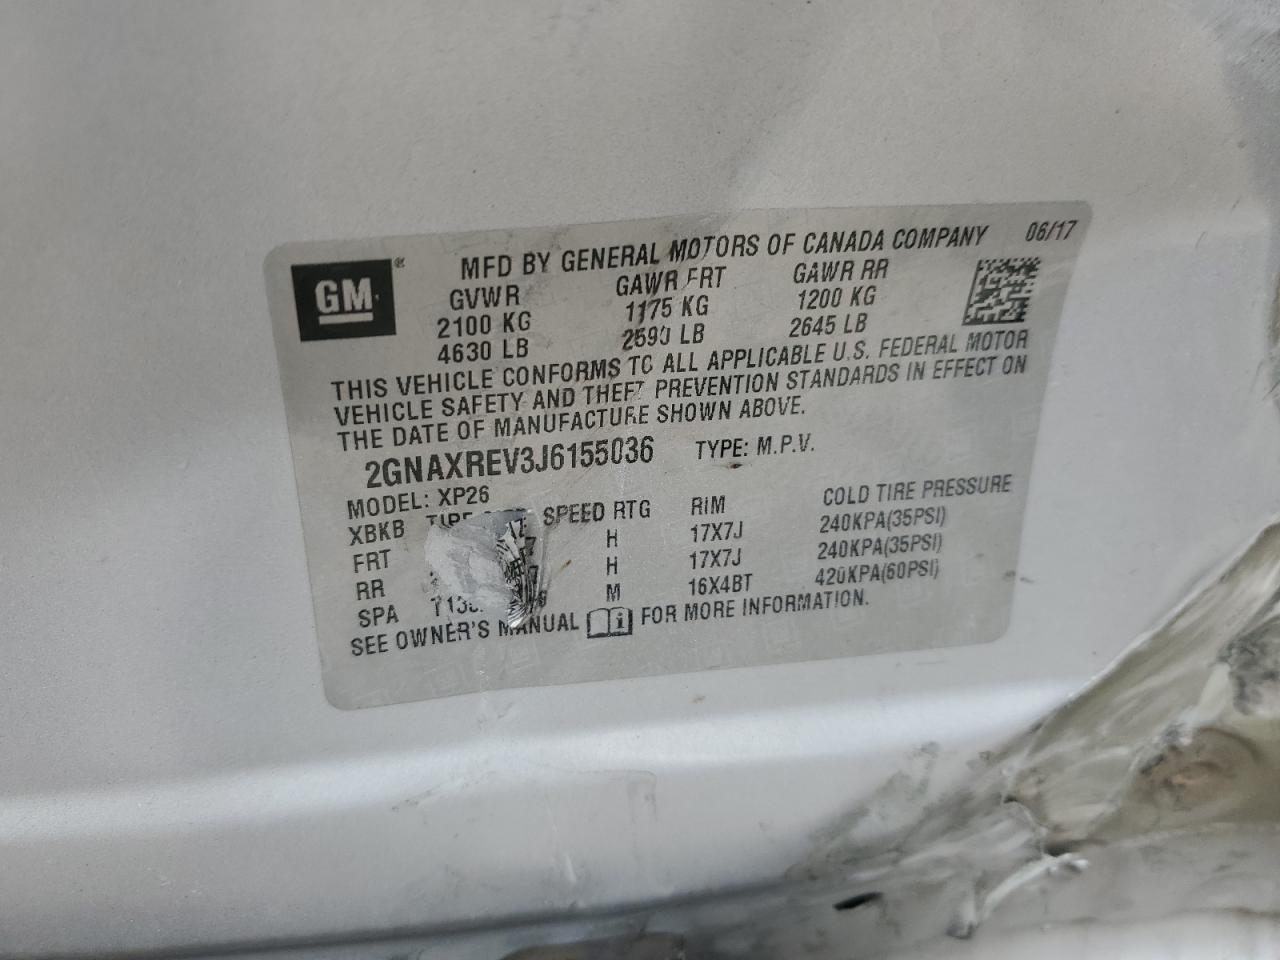 GM ®
MFD BY GENERAL MOTORS OF CANADA COMPANY 06/17
GVWR GAWR FRT GAWR RR
2100 KG 1175 KG 1200 KG
4630 LB 2590 LB 2645 LB
THIS VEHICLE CONFORMS TO ALL APPLICABLE U.S. FEDERAL MOTOR
VEHICLE SAFETY AND THEFT PREVENTION STANDARDS IN EFFECT ON
THE DATE OF MANUFACTURE SHOWN ABOVE.
2GNAXREV3J6155036 TYPE: M.P.V.
MODEL: XP26
XBKB TIRE SPEED RTG RIM COLD TIRE PRESSURE
FRT H 17X7J 240KPA(35PSI)
RR H 17X7J 240KPA(35PSI)
SPA M 16X4BT 420KPA(60PSI)
SEE OWNER'S MANUAL i FOR MORE INFORMATION.